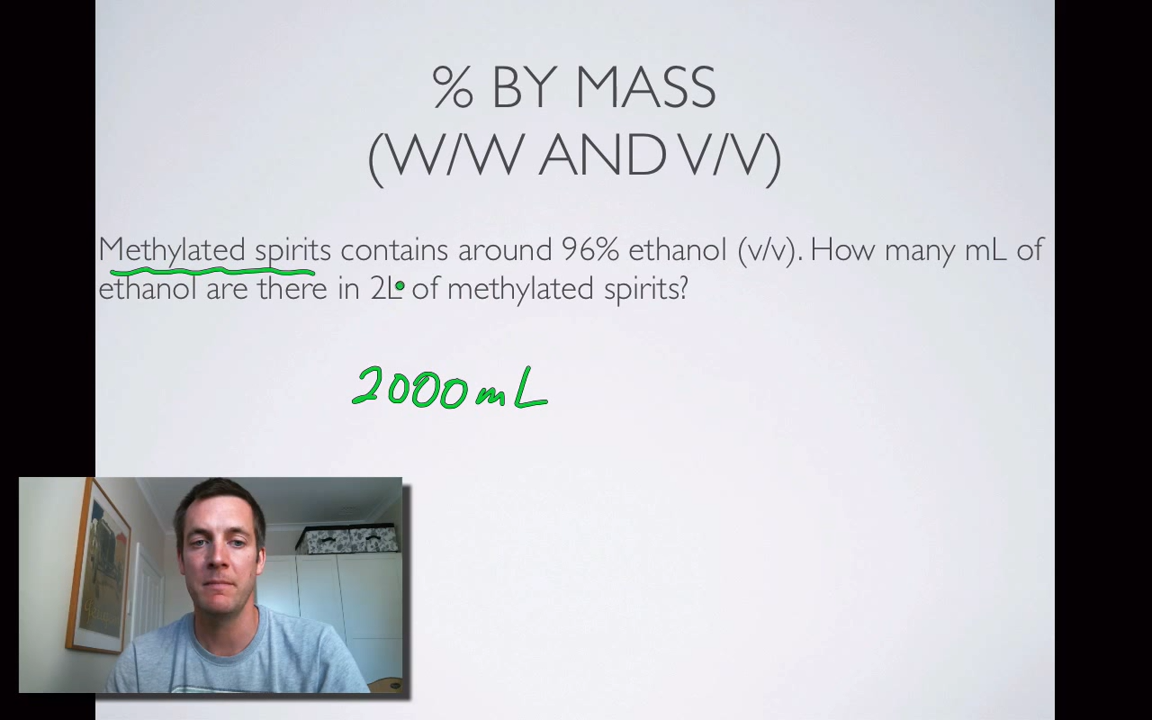 % BY MASS
(W/W AND V/V)
Methylated spirits contains around 96% ethanol (v/v). How many mL of
ethanol are there in 2L of methylated spirits?
2000mL